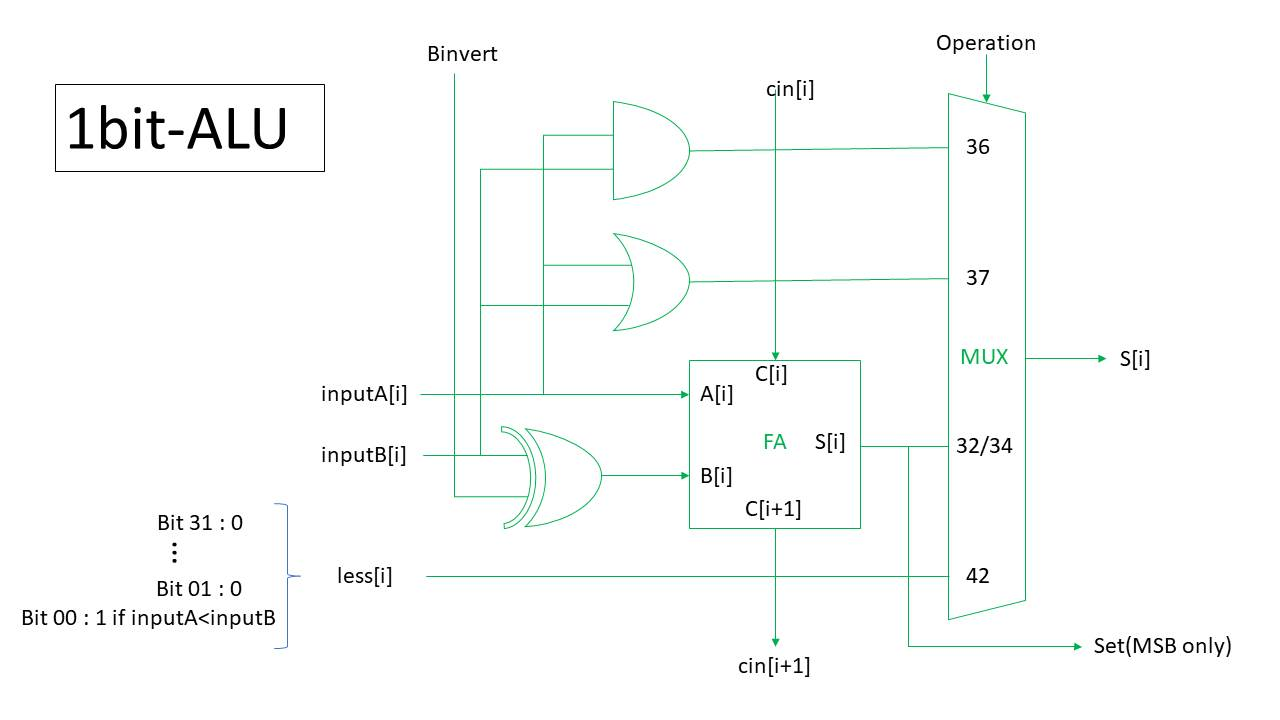 Operation
Binvert
cin[i]
1bit-ALU
36
37
MUX
S[i]
C[i]
inputA[i]
A[i]
FA
S[i]
32/34
inputB[i]
B[i]
C[i+1]
Bit 31 : 0
⋮
Bit 01 : 0
Bit 00 : 1 if inputA<inputB
less[i]
42
Set(MSB only)
cin[i+1]